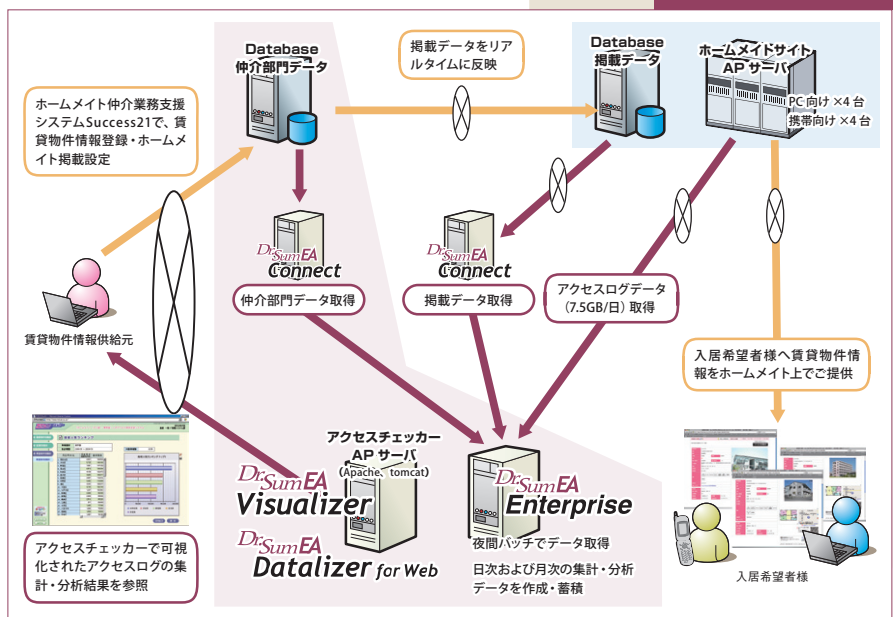 Database
仲介部門データ
掲載データをリア
ルタイムに反映
Database
掲載データ
ホームメイドサイト
AP サーバ
PC 向け ×4 台
携帯向け ×4 台
ホームメイト仲介業務支援
システムSuccess21で、賃
貸物件情報登録・ホームメ
イト掲載設定
Dr.Sum EA
Connect
仲介部門データ取得
Dr.Sum EA
Connect
掲載データ取得
アクセスログデータ
(7.5GB/日) 取得
賃貸物件情報供給元
入居希望者様へ賃貸物件情
報をホームメイト上でご提供
アクセスチェッカー
AP サーバ
(Apache、tomcat)
Dr.Sum EA
Visualizer
Dr.Sum EA
Datalizer for Web
Dr.Sum EA
Enterprise
夜間バッチでデータ取得
日次および月次の集計・分析
データを作成・蓄積
アクセスチェッカーで可視
化されたアクセスログの集
計・分析結果を参照
入居希望者様